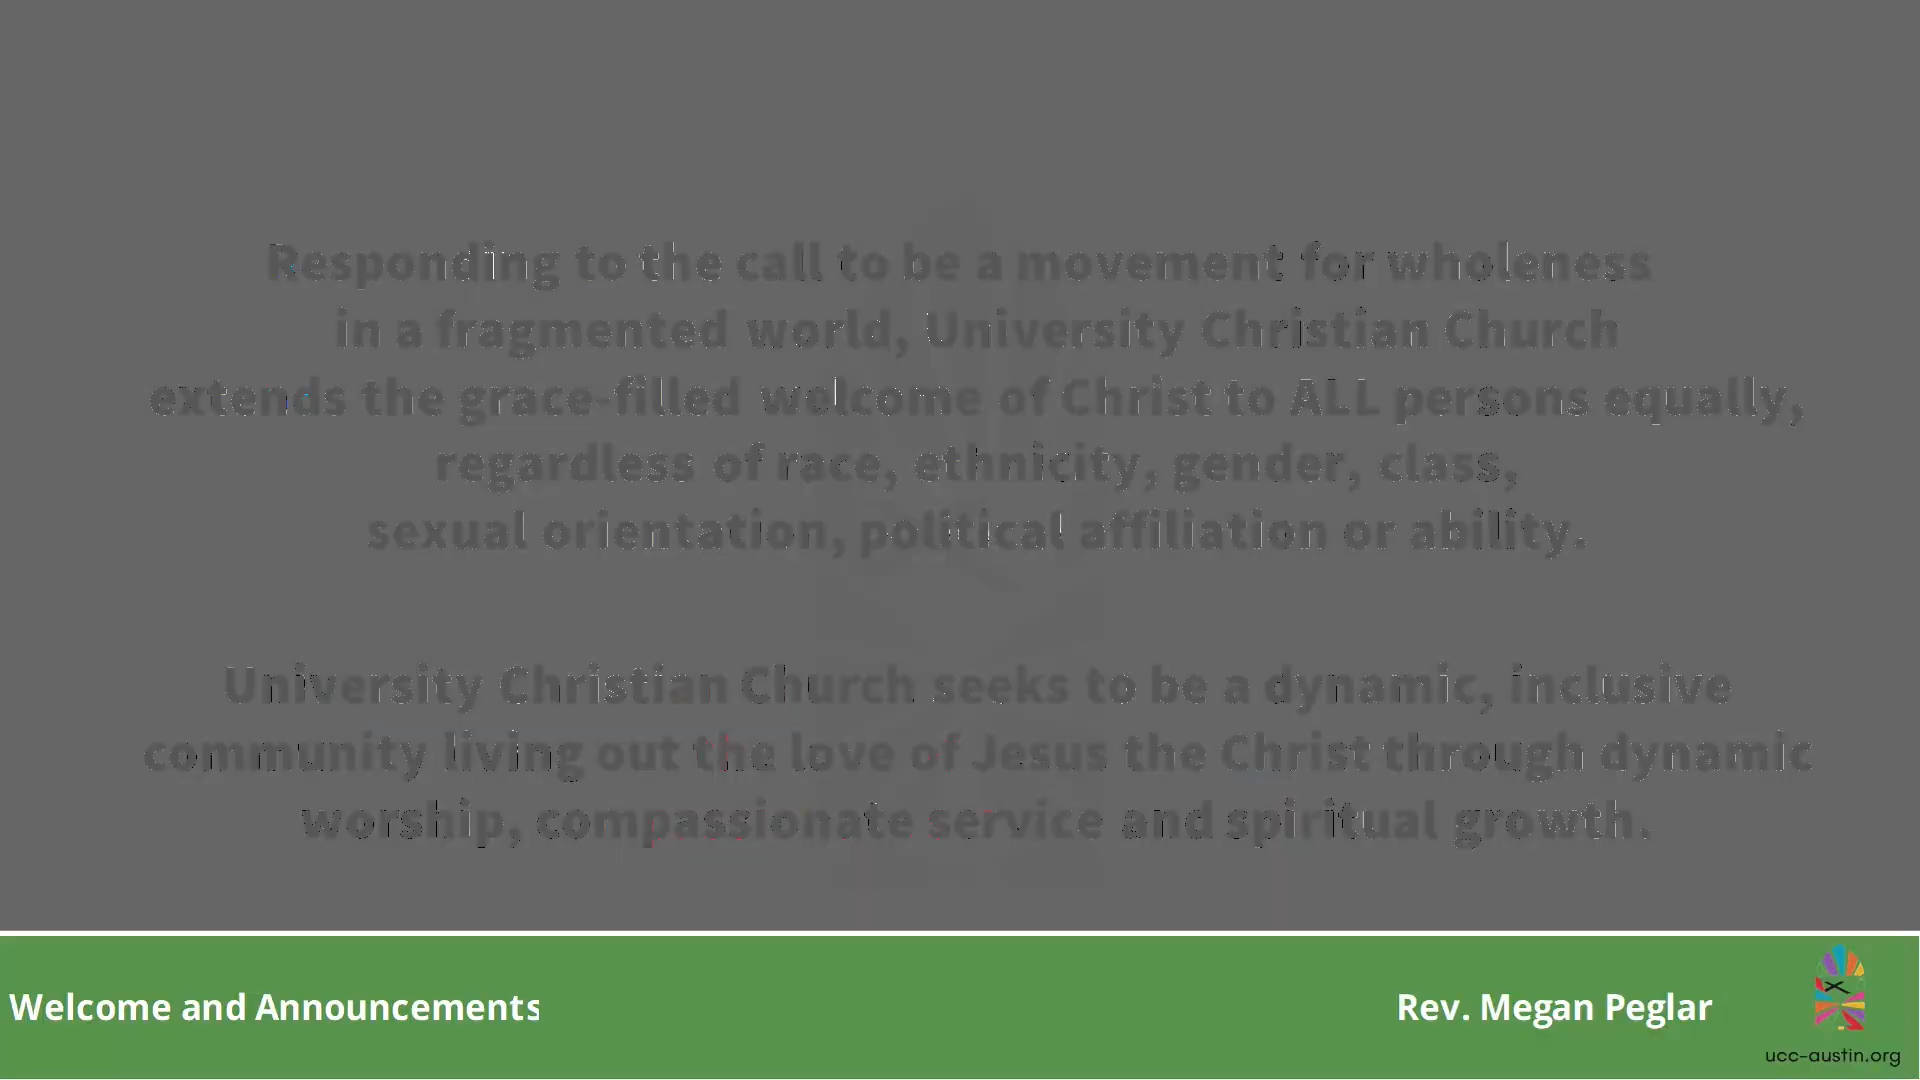 Responding to the call to be a movement for wholeness
in a fragmented world, University Christian Church
extends the grace-filled welcome of Christ to ALL persons equally,
regardless of race, ethnicity, gender, class,
sexual orientation, political affiliation or ability.
University Christian Church seeks to be a dynamic, inclusive
community living out the love of Jesus the Christ through dynamic
worship, compassionate service and spiritual growth.
Welcome and Announcements
Rev. Megan Peglar
ucc-austin.org